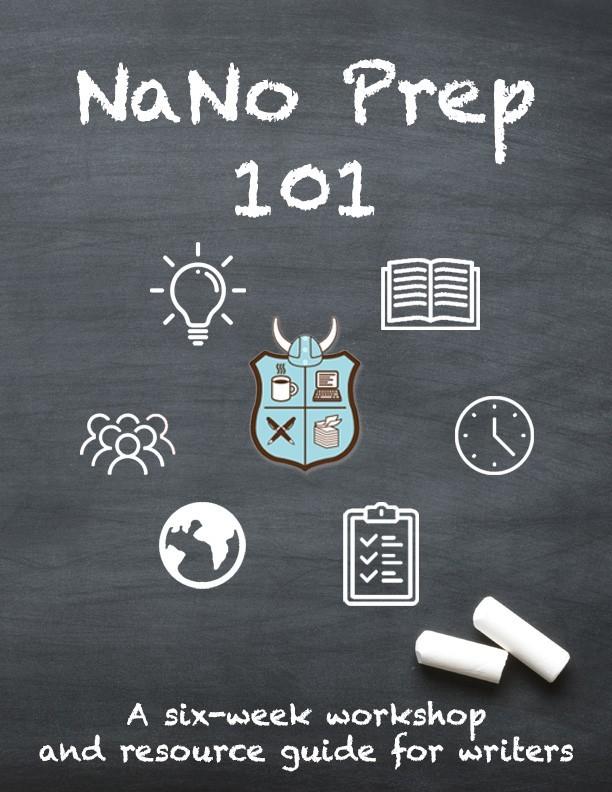 NaNo Prep
101
A six-week workshop
and resource guide for writers